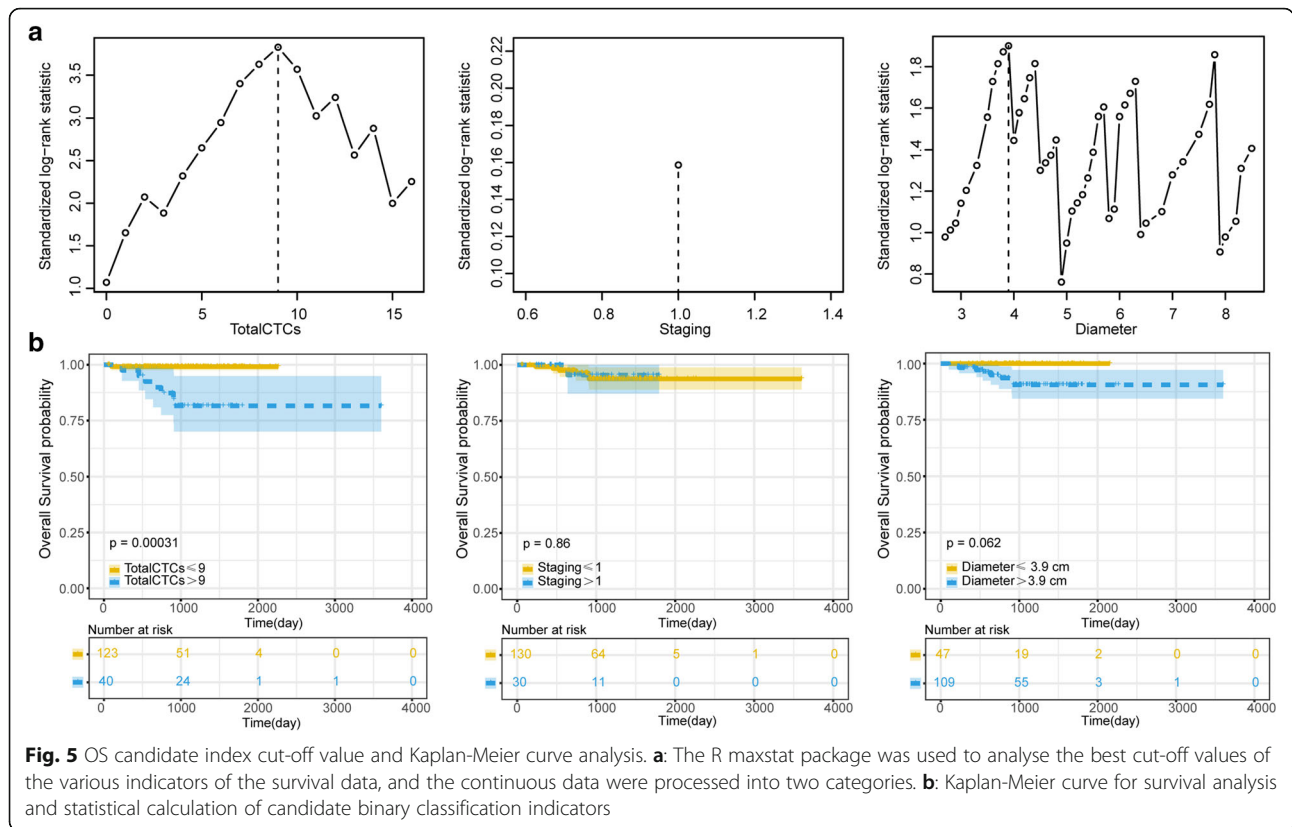 a
Standardized log-rank statistic
1.0 1.5 2.0 2.5 3.0 3.5
0 5 10 15
TotalCTCs
Standardized log-rank statistic
0.10 0.12 0.14 0.16 0.18 0.20 0.22
0.6 0.8 1.0 1.2 1.4
Staging
Standardized log-rank statistic
0.8 1.0 1.2 1.4 1.6 1.8
3 4 5 6 7 8
Diameter
b
Overall Survival probability
1.00
0.75
0.50
0.25
0.00
p = 0.00031
TotalCTCs≤9
TotalCTCs>9
0 1000 2000 3000 4000
Time(day)
Number at risk
123 51 4 0 0
40 24 1 1 0
0 1000 2000 3000 4000
Time(day)
Overall Survival probability
1.00
0.75
0.50
0.25
0.00
p = 0.86
Staging≤1
Staging>1
0 1000 2000 3000 4000
Time(day)
Number at risk
130 64 5 1 0
30 11 0 0 0
0 1000 2000 3000 4000
Time(day)
Overall Survival probability
1.00
0.75
0.50
0.25
0.00
p = 0.062
Diameter≤ 3.9 cm
Diameter>3.9 cm
0 1000 2000 3000 4000
Time(day)
Number at risk
47 19 2 0 0
109 55 3 1 0
0 1000 2000 3000 4000
Time(day)
Fig. 5 OS candidate index cut-off value and Kaplan-Meier curve analysis. a: The R maxstat package was used to analyse the best cut-off values of
the various indicators of the survival data, and the continuous data were processed into two categories. b: Kaplan-Meier curve for survival analysis
and statistical calculation of candidate binary classification indicators